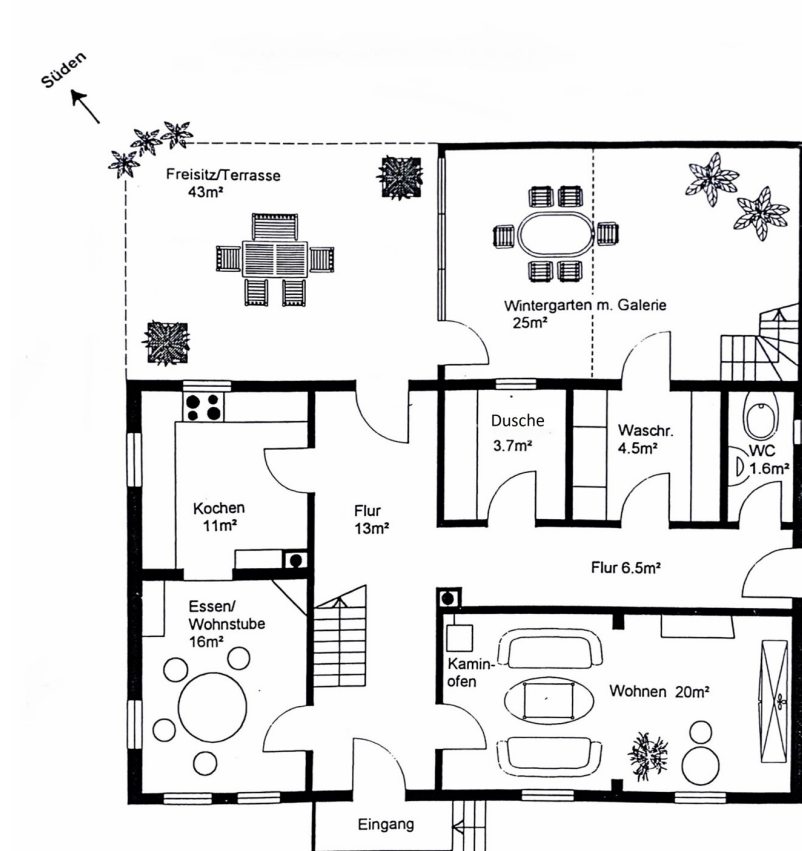 Süden
Freisitz/Terrasse
43m²
Wintergarten m. Galerie
25m²
Dusche
3.7m²
Waschr.
4.5m²
WC
1.6m²
Kochen
11m²
Flur
13m²
Flur 6.5m²
Essen/
Wohnstube
16m²
Kamin-
ofen
Wohnen 20m²
Eingang